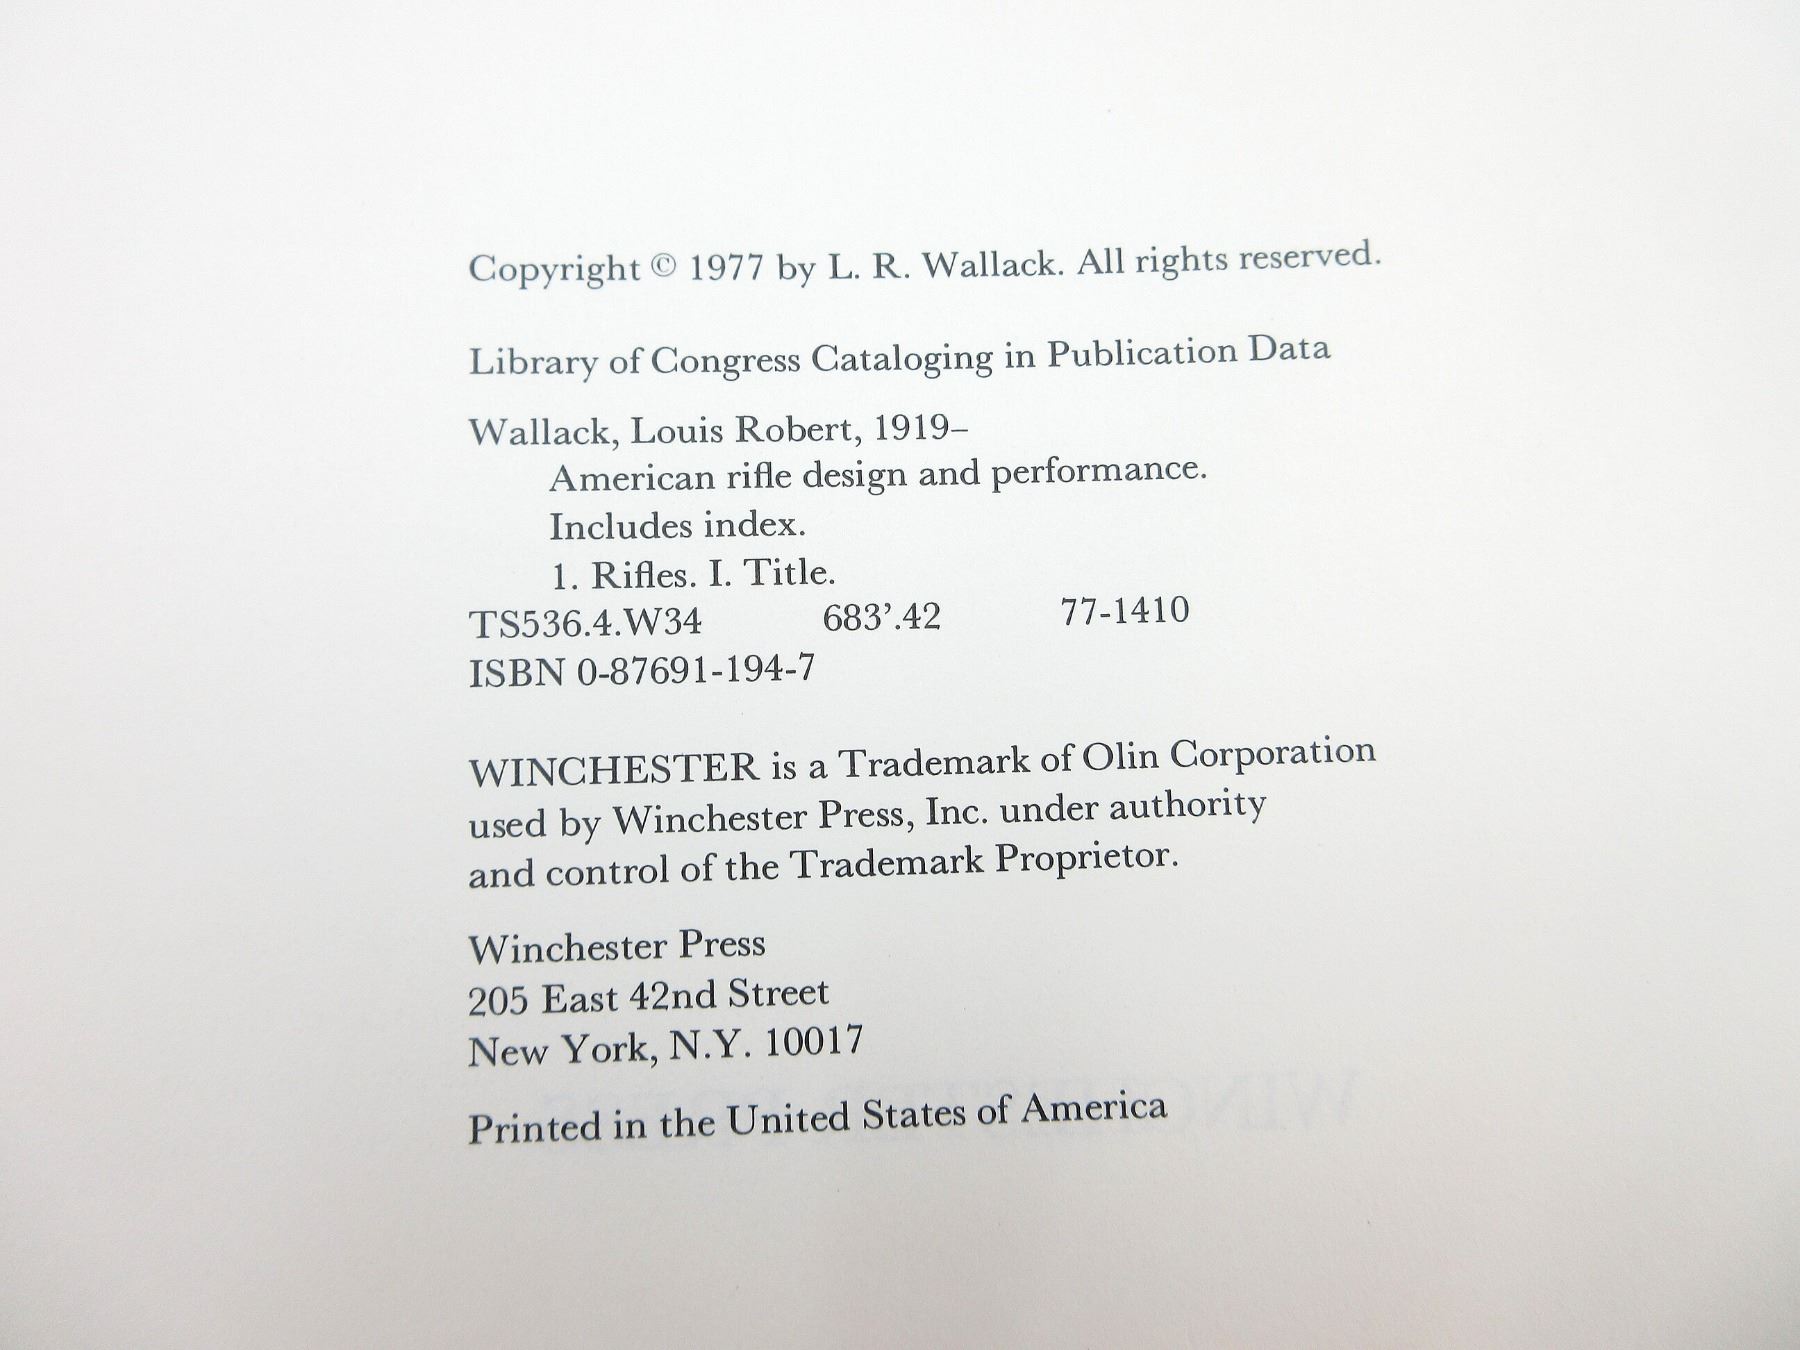 Copyright © 1977 by L. R. Wallack. All rights reserved.
Library of Congress Cataloging in Publication Data
Wallack, Louis Robert, 1919–
American rifle design and performance.
Includes index.
1. Rifles. I. Title.
TS536.4.W34 683’.42 77-1410
ISBN 0-87691-194-7
WINCHESTER is a Trademark of Olin Corporation
used by Winchester Press, Inc. under authority
and control of the Trademark Proprietor.
Winchester Press
205 East 42nd Street
New York, N.Y. 10017
Printed in the United States of America